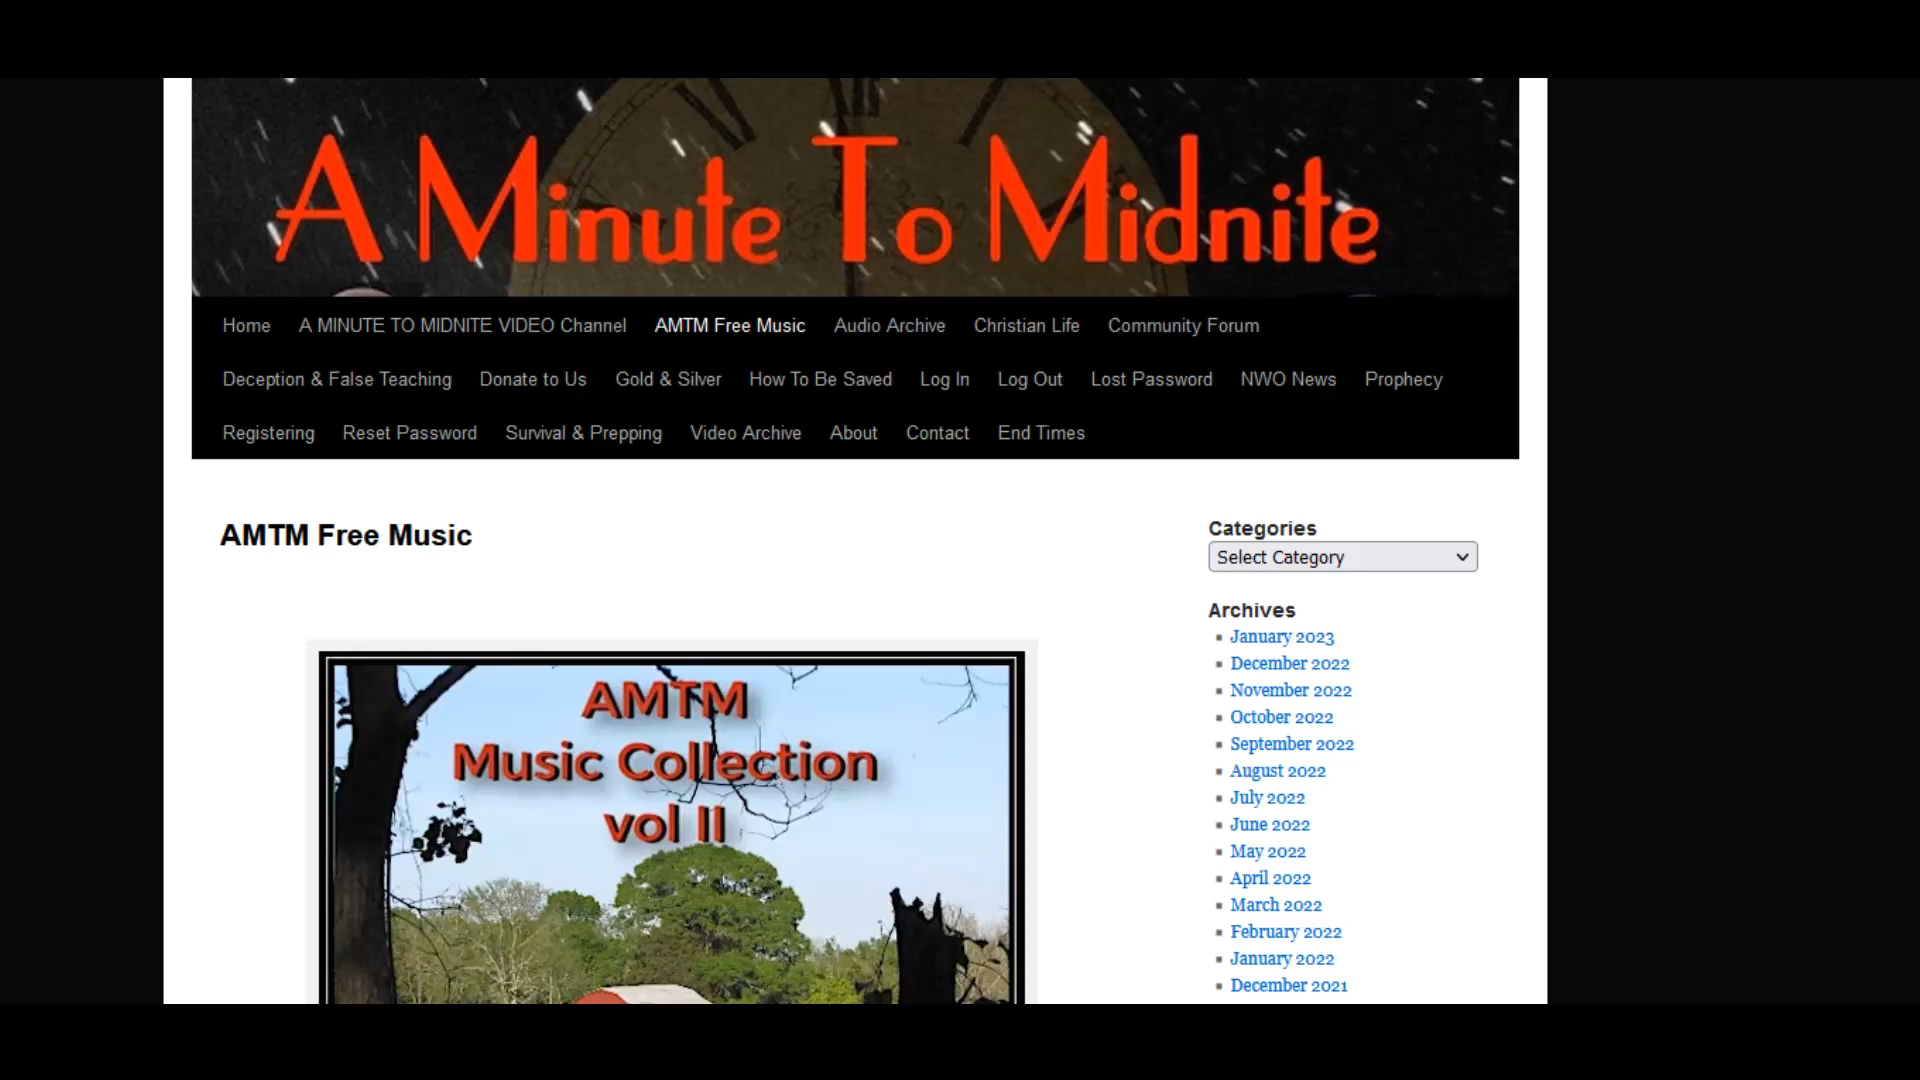 A Minute To Midnite
Home A MINUTE TO MIDNITE VIDEO Channel AMTM Free Music Audio Archive Christian Life Community Forum
Deception & False Teaching Donate to Us Gold & Silver How To Be Saved Log In Log Out Lost Password NWO News Prophecy
Registering Reset Password Survival & Prepping Video Archive About Contact End Times
AMTM Free Music
AMTM
Music Collection
vol II
Categories
Select Category
Archives
January 2023
December 2022
November 2022
October 2022
September 2022
August 2022
July 2022
June 2022
May 2022
April 2022
March 2022
February 2022
January 2022
December 2021